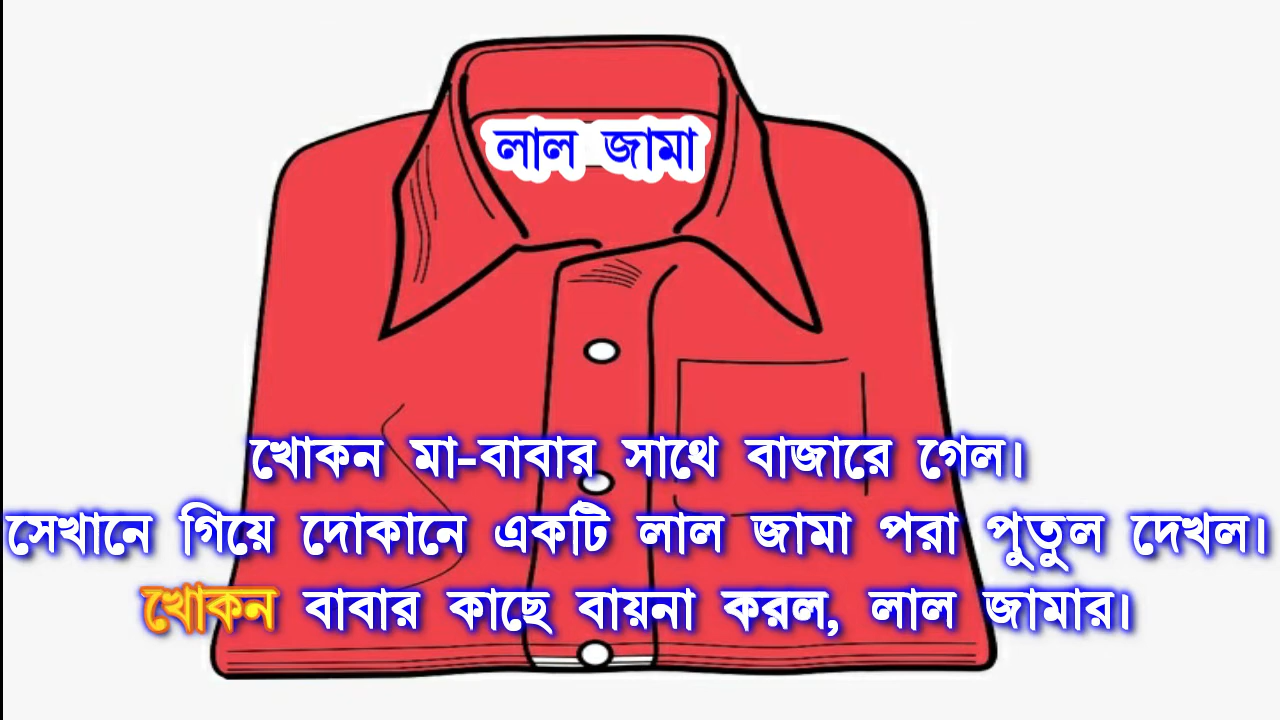 লাল জামা
খোকন মা-বাবার সাথে বাজারে গেল।
সেখানে গিয়ে দোকানে একটি লাল জামা পরা পুতুল দেখল।
খোকন বাবার কাছে বায়না করল, লাল জামার।